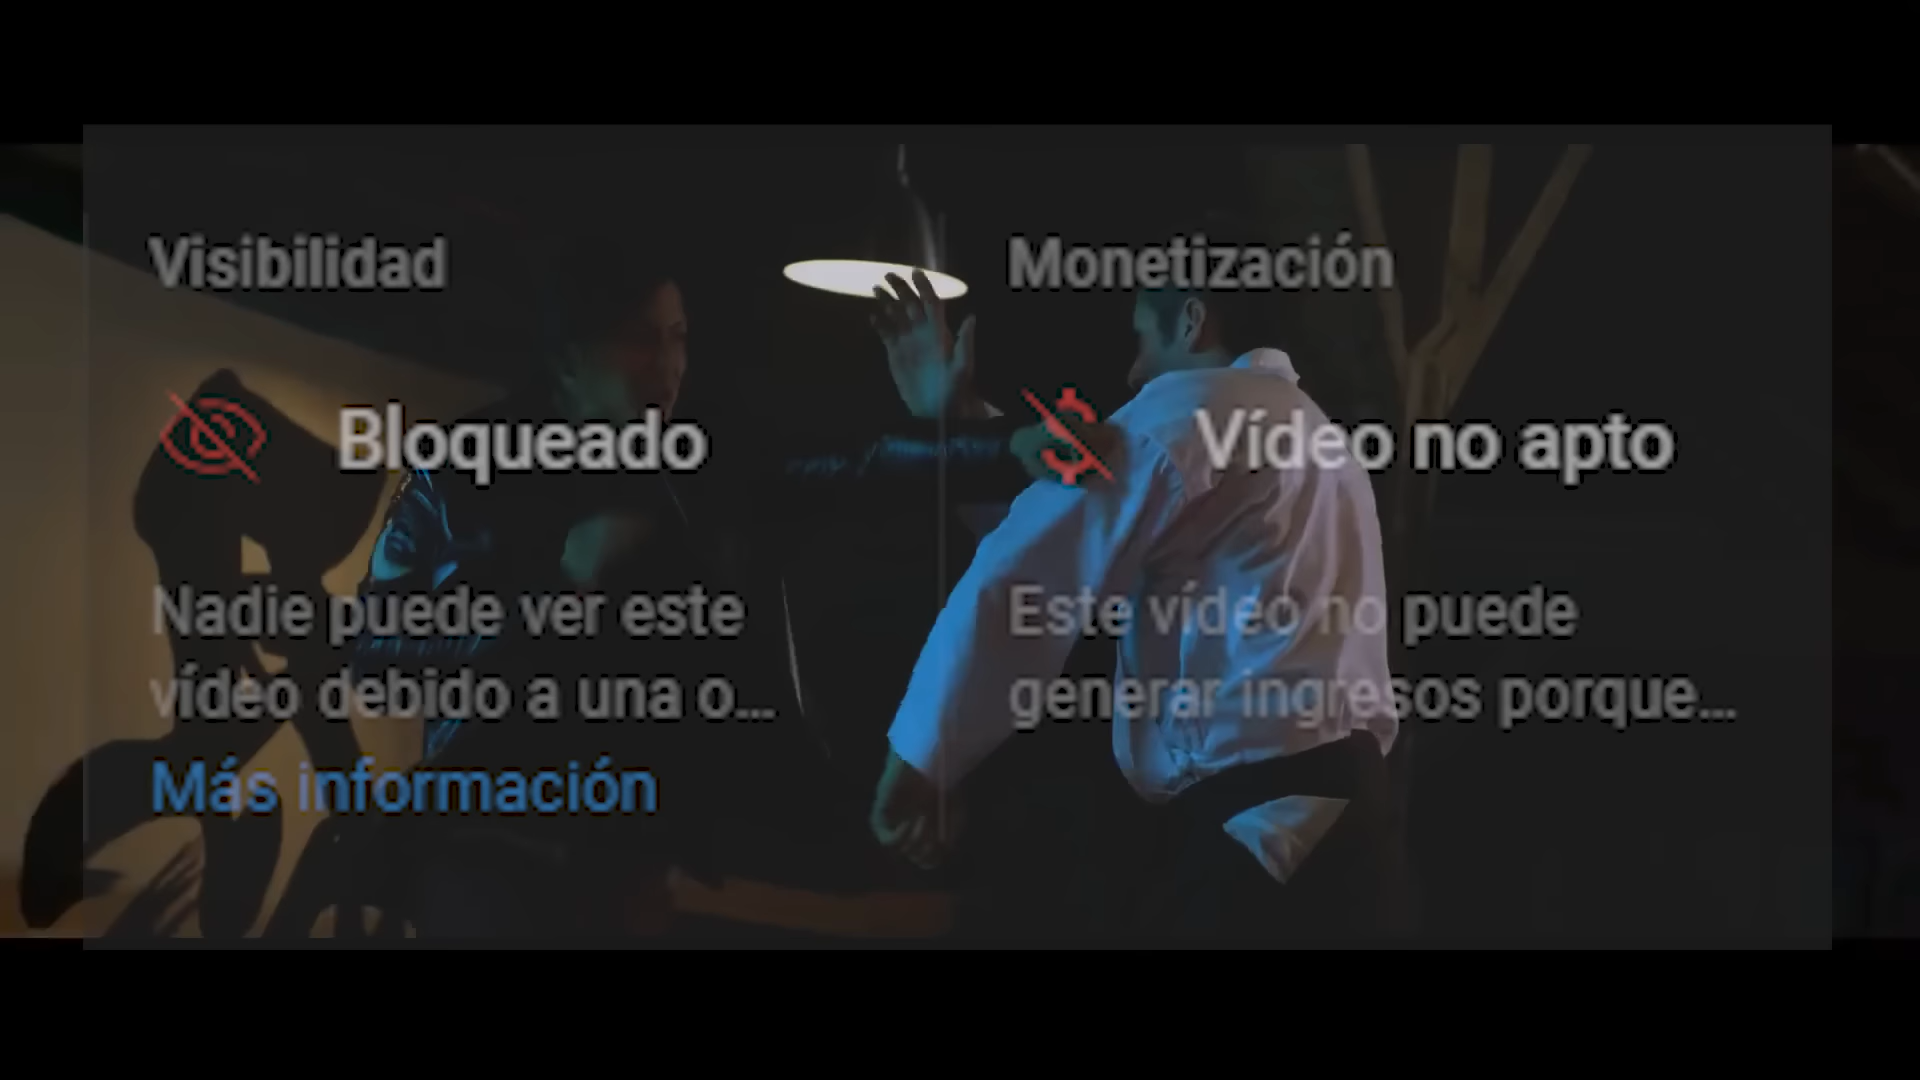 Visibilidad
Monetización
Bloqueado
Vídeo no apto
Nadie puede ver este
vídeo debido a una o...
Más información
Este vídeo no puede
generar ingresos porque...